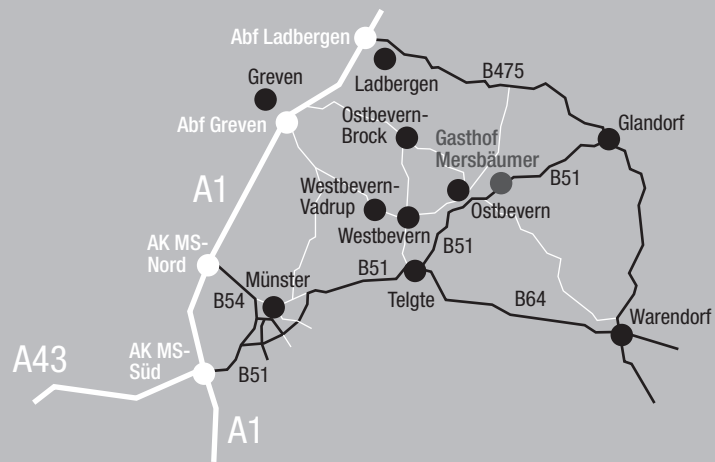 Abf Ladbergen
Greven
Ladbergen
B475
Abf Greven
Ostbevern-
Brock
Glandorf
Gasthof
Mersbäumer
A1
B51
Westbevern-
Vadrup
Ostbevern
Westbevern
B51
AK MS-
Nord
Münster
B51
B54
Telgte
B64
Warendorf
A43
AK MS-
Süd
B51
A1